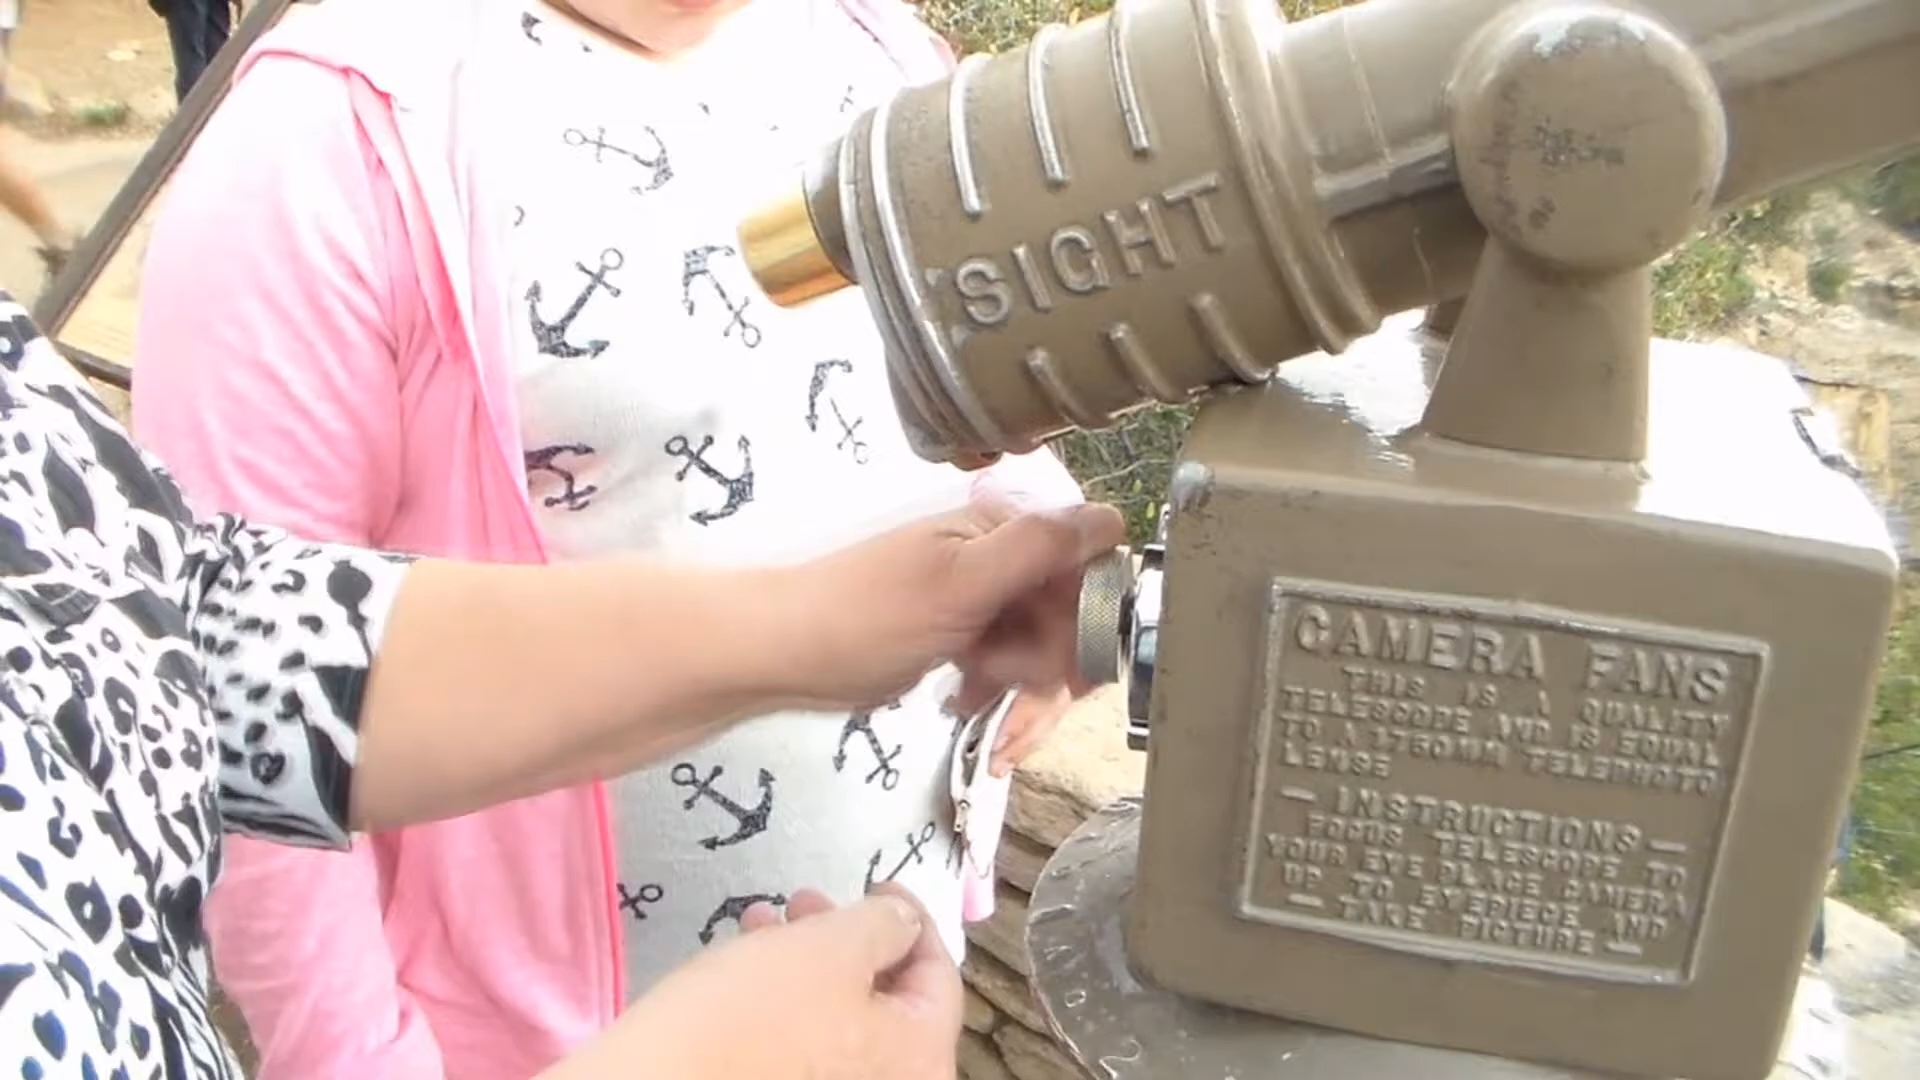 SIGHT
CAMERA FANS
THIS IS A QUALITY
TELESCOPE AND IS EQUAL
TO A 1750MM TELEPHOTO
LENSE
— INSTRUCTIONS —
FOCUS TELESCOPE TO
YOUR EYE PLACE CAMERA
UP TO EYEPIECE AND
— TAKE PICTURE —